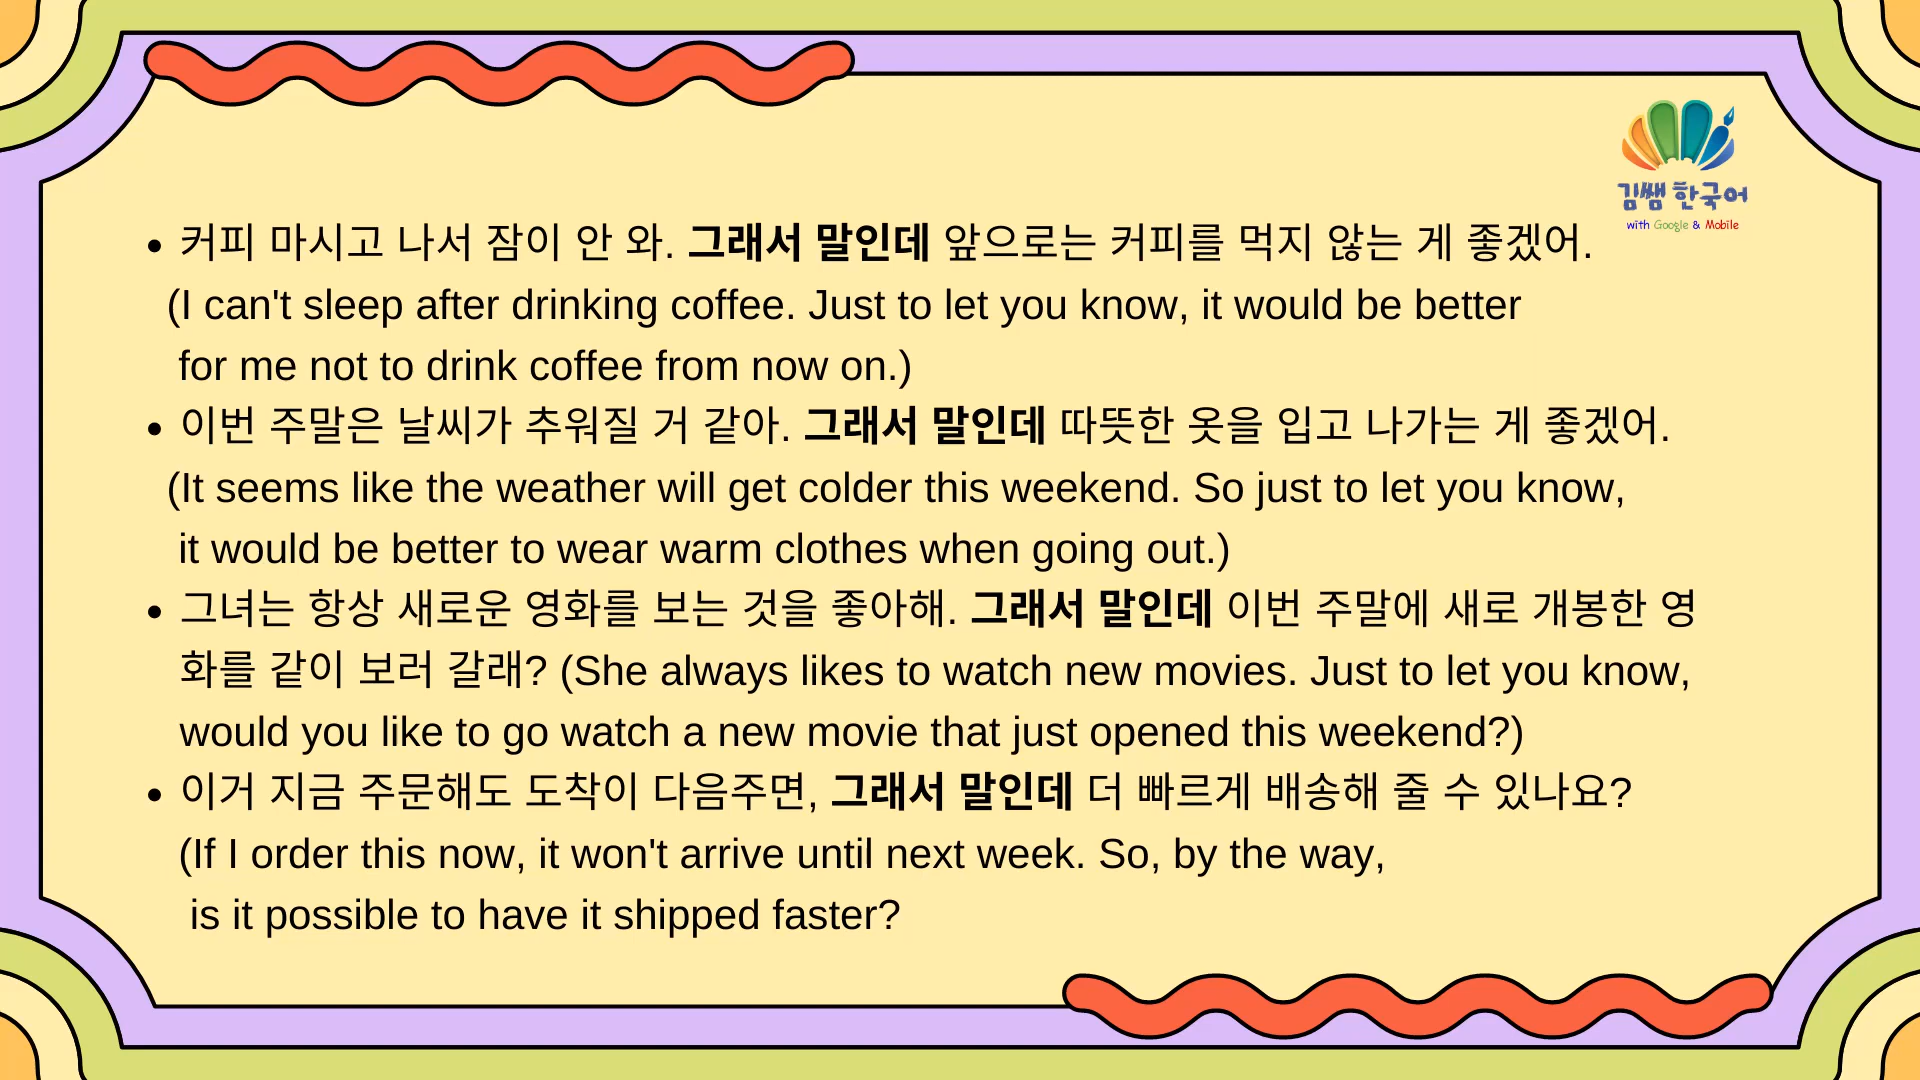 김쌤 한국어
with Google & Mobile
• 커피 마시고 나서 잠이 안 와. 그래서 말인데 앞으로는 커피를 먹지 않는 게 좋겠어.
(I can't sleep after drinking coffee. Just to let you know, it would be better
for me not to drink coffee from now on.)
• 이번 주말은 날씨가 추워질 거 같아. 그래서 말인데 따뜻한 옷을 입고 나가는 게 좋겠어.
(It seems like the weather will get colder this weekend. So just to let you know,
it would be better to wear warm clothes when going out.)
• 그녀는 항상 새로운 영화를 보는 것을 좋아해. 그래서 말인데 이번 주말에 새로 개봉한 영
화를 같이 보러 갈래? (She always likes to watch new movies. Just to let you know,
would you like to go watch a new movie that just opened this weekend?)
• 이거 지금 주문해도 도착이 다음주면, 그래서 말인데 더 빠르게 배송해 줄 수 있나요?
(If I order this now, it won't arrive until next week. So, by the way,
is it possible to have it shipped faster?